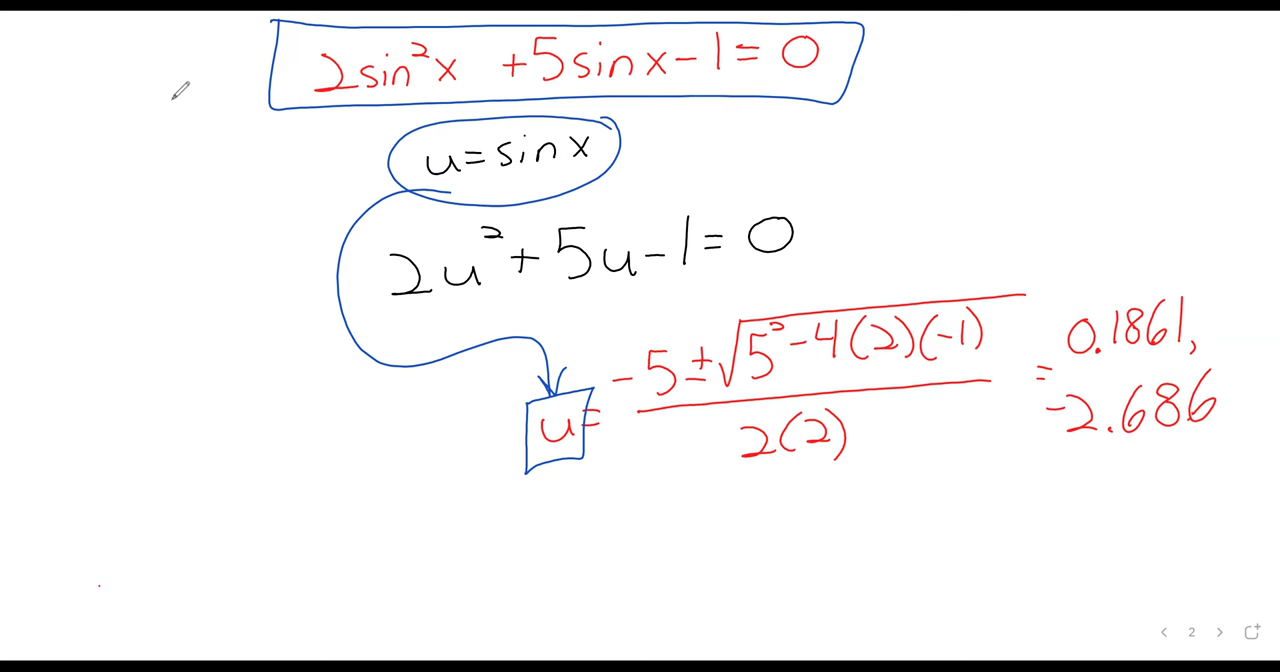 2sin²x +5sinx−1=0
u=sinx
2u²+5u−1=0
u= −5±√5²−4(2)(−1) / 2(2) = 0.1861, −2.686
2